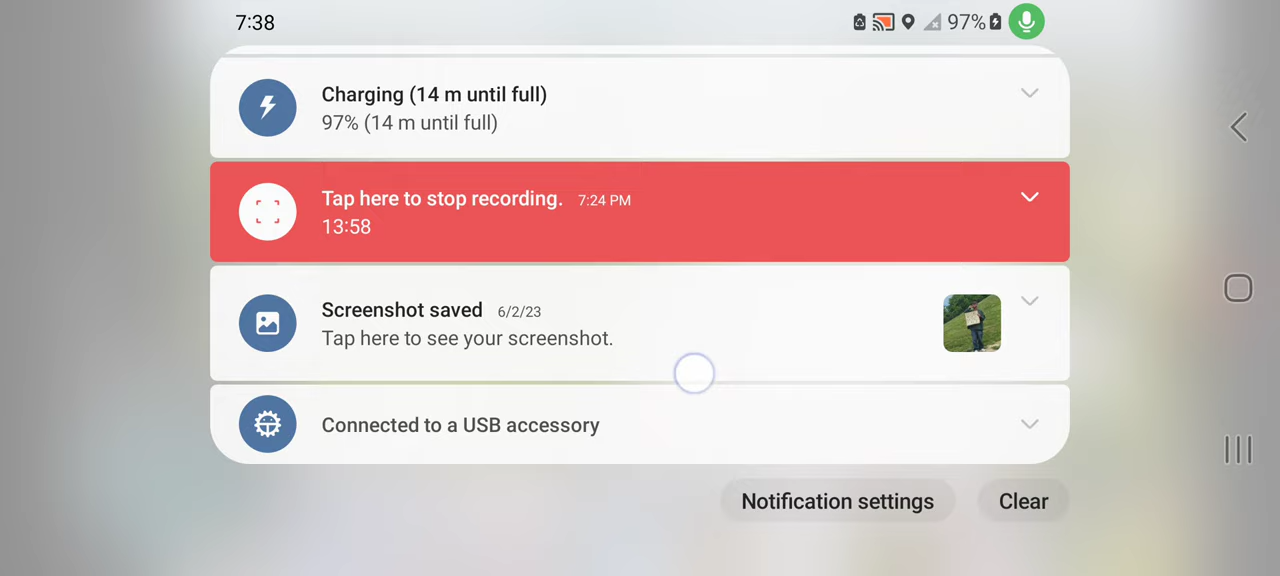 7:38
97%
Charging (14 m until full)
97% (14 m until full)
Tap here to stop recording. 7:24 PM
13:58
Screenshot saved 6/2/23
Tap here to see your screenshot.
Connected to a USB accessory
Notification settings Clear